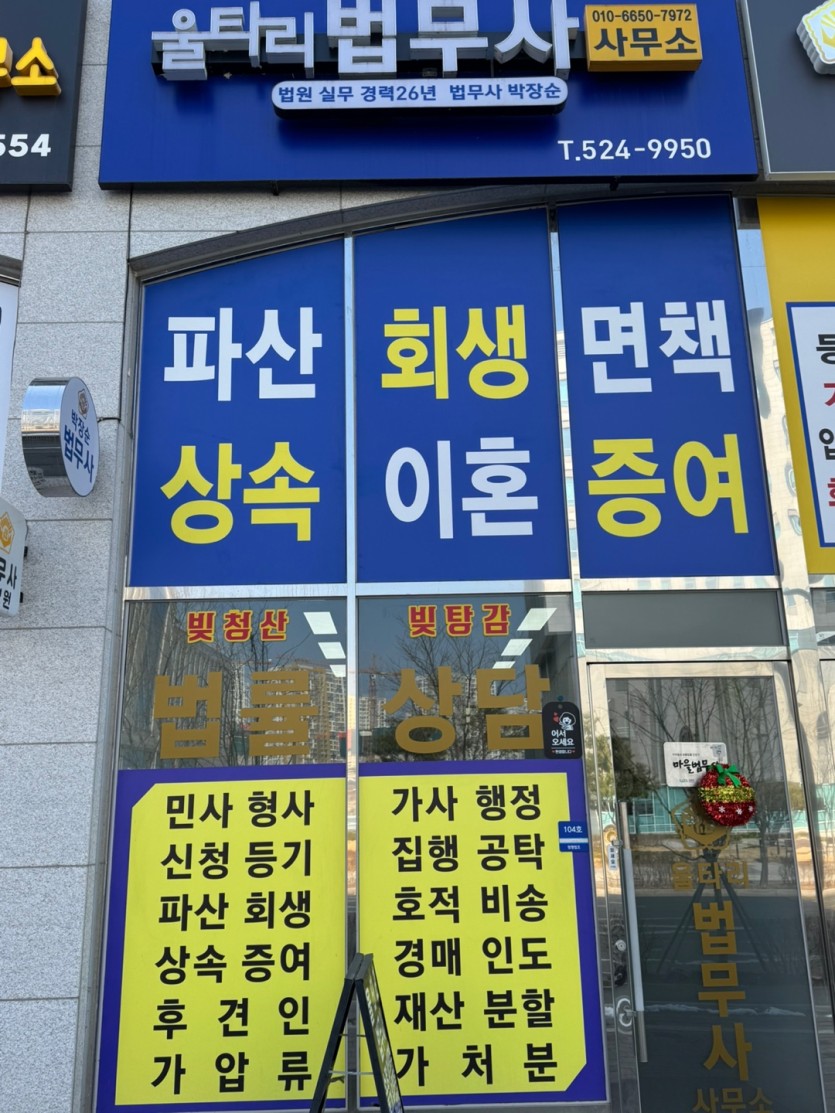 울타리 법무사 사무소
010-6650-7972
법원 실무 경력26년 법무사 박장순
T.524-9950
554
파산 회생 면책
상속 이혼 증여
박장순
법무사
빚청산 빚탕감
법률 상담
어서
오세요
마을법무사
104호
민사 형사
신청 등기
파산 회생
상속 증여
후 견 인
가 압 류
가사 행정
집행 공탁
호적 비송
경매 인도
재산 분할
가 처 분
울타리
법무사
사무소